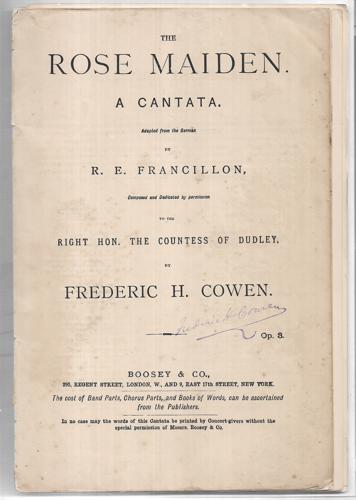 THE
ROSE MAIDEN.
A CANTATA.
Adapted from the German
BY
R. E. FRANCILLON,
Composed and Dedicated by permission
TO THE
RIGHT HON. THE COUNTESS OF DUDLEY,
BY
FREDERIC H. COWEN.
Frederic H. Cowen
Op. 3.
BOOSEY & CO.,
295, REGENT STREET, LONDON, W., AND 9, EAST 17TH STREET, NEW YORK.
The cost of Band Parts, Chorus Parts, and Books of Words, can be ascertained
from the Publishers.
In no case may the words of this Cantata be printed by Concert-givers without the
special permission of Messrs. Boosey & Co.